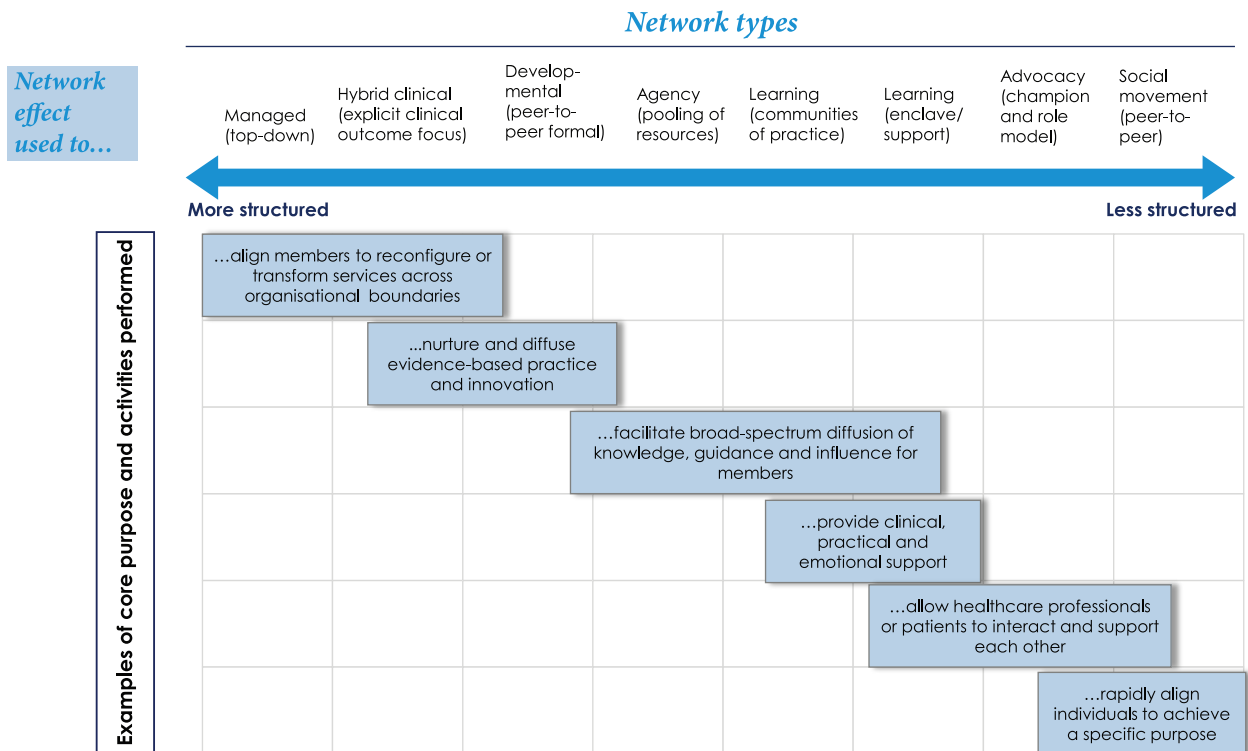 Network types
Network
effect
used to…
Managed
(top-down)
Hybrid clinical
(explicit clinical
outcome focus)
Develop-
mental
(peer-to-
peer formal)
Agency
(pooling of
resources)
Learning
(communities
of practice)
Learning
(enclave/
support)
Advocacy
(champion
and role
model)
Social
movement
(peer-to-
peer)
More structured
Less structured
Examples of core purpose and activities performed
…align members to reconfigure or
transform services across
organisational boundaries
...nurture and diffuse
evidence-based practice
and innovation
…facilitate broad-spectrum diffusion of
knowledge, guidance and influence for
members
…provide clinical,
practical and
emotional support
…allow healthcare professionals
or patients to interact and support
each other
…rapidly align
individuals to achieve
a specific purpose